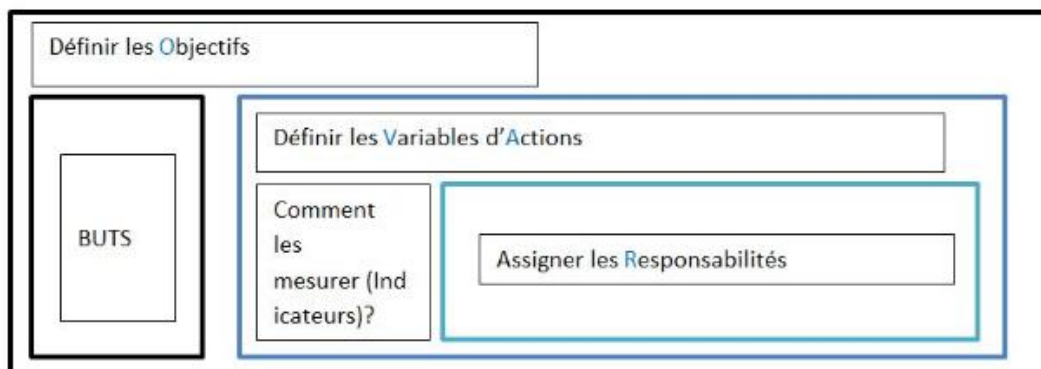 Définir les Objectifs
Définir les Variables d’Actions
BUTS
Comment
les
mesurer (Ind
icateurs)?
Assigner les Responsabilités